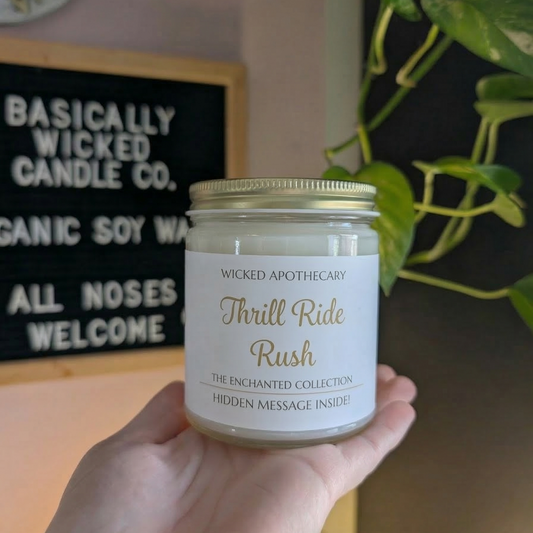 BASICALLY
WICKED
CANDLE CO.
GANIC SOY WA
ALL NOSES
WELCOME
WICKED APOTHECARY
Thrill Ride
Rush
THE ENCHANTED COLLECTION
HIDDEN MESSAGE INSIDE!